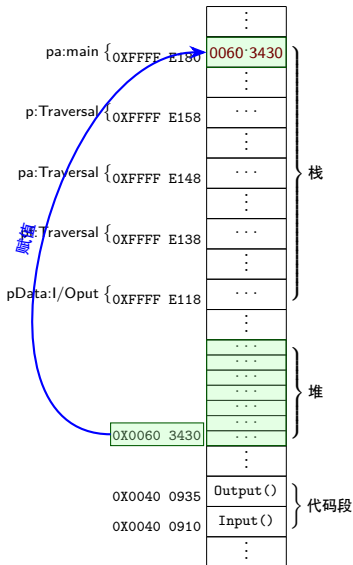 ⋮
pa:main { 0XFFFF E180 0060 3430
⋮
p:Traversal { 0XFFFF E158 ...
⋮
pa:Traversal { 0XFFFF E148 ... 栈
⋮
p:Traversal { 0XFFFF E138 ...
赋值
⋮
pData:I/Oput { 0XFFFF E118 ...
⋮
...
...
...
... 堆
...
...
0X0060 3430 ...
⋮
0X0040 0935 Output()
代码段
0X0040 0910 Input()
⋮